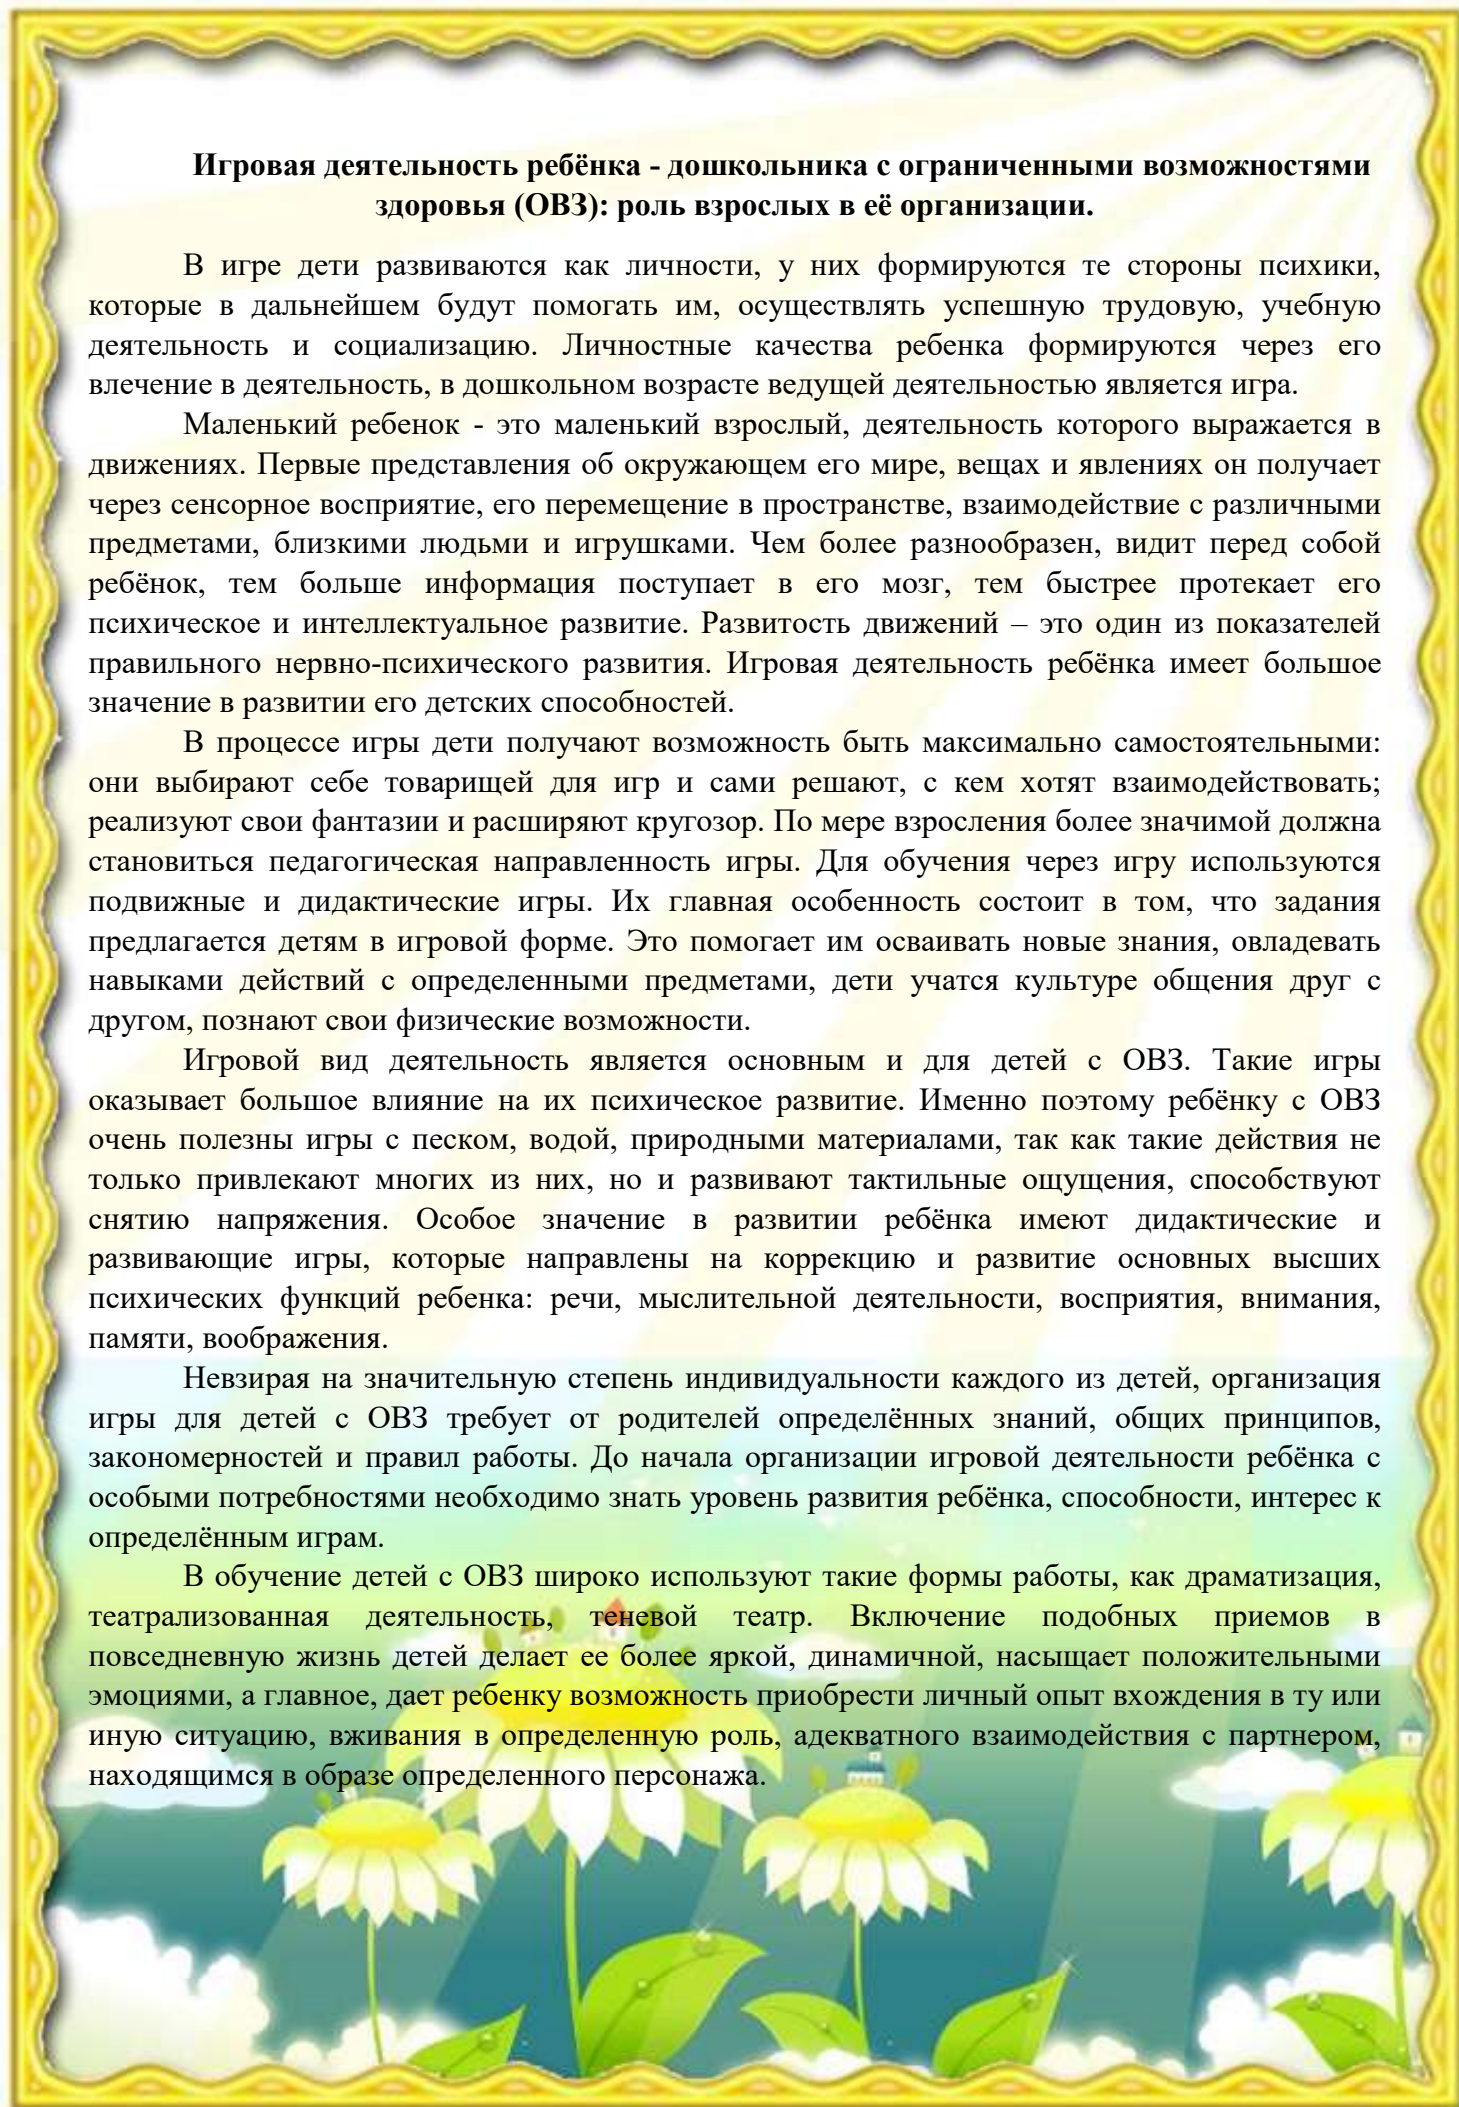 Игровая деятельность ребёнка - дошкольника с ограниченными возможностями
здоровья (ОВЗ): роль взрослых в её организации.
В игре дети развиваются как личности, у них формируются те стороны психики,
которые в дальнейшем будут помогать им, осуществлять успешную трудовую, учебную
деятельность и социализацию. Личностные качества ребенка формируются через его
влечение в деятельность, в дошкольном возрасте ведущей деятельностью является игра.
Маленький ребенок - это маленький взрослый, деятельность которого выражается в
движениях. Первые представления об окружающем его мире, вещах и явлениях он получает
через сенсорное восприятие, его перемещение в пространстве, взаимодействие с различными
предметами, близкими людьми и игрушками. Чем более разнообразен, видит перед собой
ребёнок, тем больше информация поступает в его мозг, тем быстрее протекает его
психическое и интеллектуальное развитие. Развитость движений – это один из показателей
правильного нервно-психического развития. Игровая деятельность ребёнка имеет большое
значение в развитии его детских способностей.
В процессе игры дети получают возможность быть максимально самостоятельными:
они выбирают себе товарищей для игр и сами решают, с кем хотят взаимодействовать;
реализуют свои фантазии и расширяют кругозор. По мере взросления более значимой должна
становиться педагогическая направленность игры. Для обучения через игру используются
подвижные и дидактические игры. Их главная особенность состоит в том, что задания
предлагается детям в игровой форме. Это помогает им осваивать новые знания, овладевать
навыками действий с определенными предметами, дети учатся культуре общения друг с
другом, познают свои физические возможности.
Игровой вид деятельность является основным и для детей с ОВЗ. Такие игры
оказывает большое влияние на их психическое развитие. Именно поэтому ребёнку с ОВЗ
очень полезны игры с песком, водой, природными материалами, так как такие действия не
только привлекают многих из них, но и развивают тактильные ощущения, способствуют
снятию напряжения. Особое значение в развитии ребёнка имеют дидактические и
развивающие игры, которые направлены на коррекцию и развитие основных высших
психических функций ребенка: речи, мыслительной деятельности, восприятия, внимания,
памяти, воображения.
Невзирая на значительную степень индивидуальности каждого из детей, организация
игры для детей с ОВЗ требует от родителей определённых знаний, общих принципов,
закономерностей и правил работы. До начала организации игровой деятельности ребёнка с
особыми потребностями необходимо знать уровень развития ребёнка, способности, интерес к
определённым играм.
В обучение детей с ОВЗ широко используют такие формы работы, как драматизация,
театрализованная деятельность, теневой театр. Включение подобных приемов в
повседневную жизнь детей делает ее более яркой, динамичной, насыщает положительными
эмоциями, а главное, дает ребенку возможность приобрести личный опыт вхождения в ту или
иную ситуацию, вживания в определенную роль, адекватного взаимодействия с партнером,
находящимся в образе определенного персонажа.